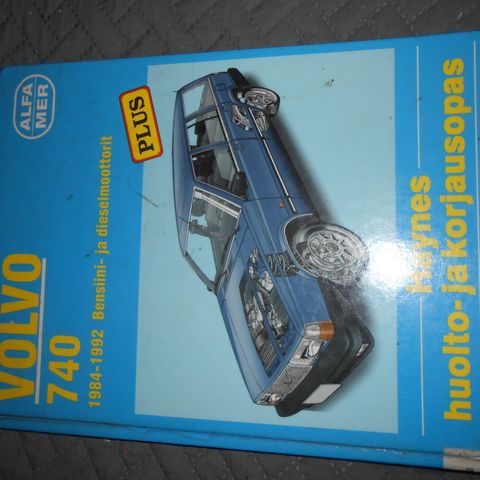 ALFA
MER
VOLVO
740
1984-1992 Bensiini- ja dieselmoottorit
PLUS
Haynes
huolto- ja korjausopas